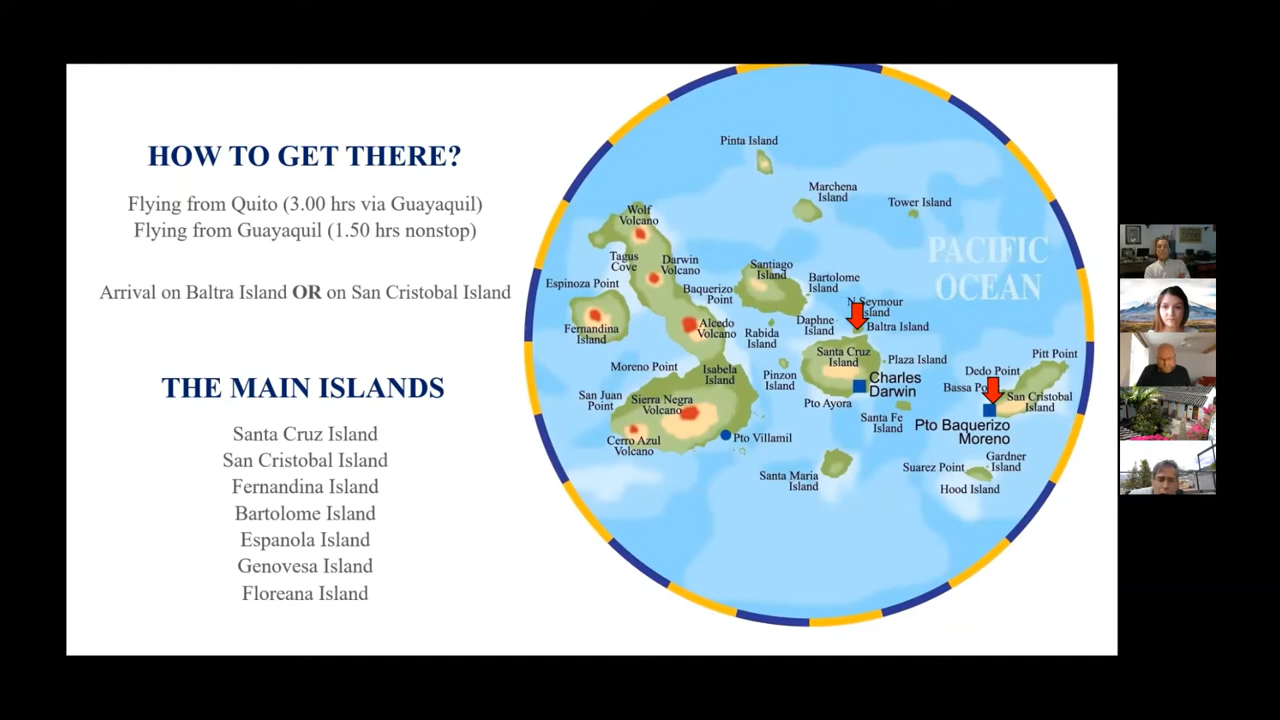 HOW TO GET THERE?
Flying from Quito (3.00 hrs via Guayaquil)
Flying from Guayaquil (1.50 hrs nonstop)
Arrival on Baltra Island OR on San Cristobal Island
THE MAIN ISLANDS
Santa Cruz Island
San Cristobal Island
Fernandina Island
Bartolome Island
Espanola Island
Genovesa Island
Floreana Island
Pinta Island
Marchena
Island
Tower Island
Wolf
Volcano
PACIFIC
OCEAN
Tagus
Cove
Darwin
Volcano
Santiago
Island
Espinoza Point
Baquerizo
Point
Bartolome
Island
N Seymour
Island
Fernandina
Island
Alcedo
Volcano
Rabida
Island
Daphne
Island
Baltra Island
Santa Cruz
Island
Plaza Island
Pitt Point
Moreno Point
Isabela
Island
Pinzon
Island
Charles
Darwin
Dedo Point
Bassa
San Juan
Point
Sierra Negra
Volcano
Pto Ayora
Santa Fe
Island
San Cristobal
Island
Pto Baquerizo
Moreno
Cerro Azul
Volcano
Pto Villamil
Santa Maria
Island
Suarez Point
Gardner
Island
Hood Island